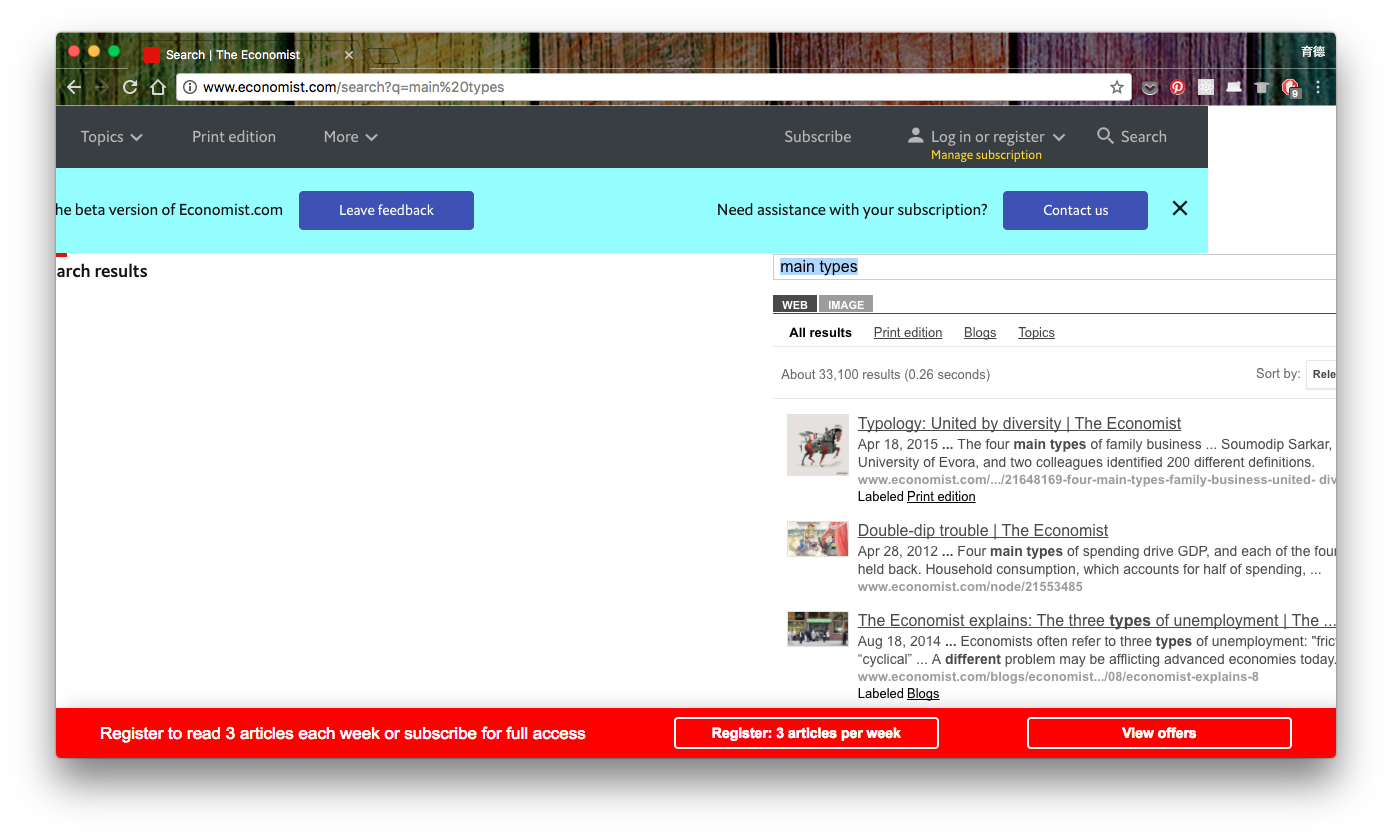 Search | The Economist
育德
www.economist.com/search?q=main%20types
9
Topics Print edition More Subscribe Log in or register Search
Manage subscription
he beta version of Economist.com Leave feedback Need assistance with your subscription? Contact us
arch results
main types
WEB IMAGE
All results Print edition Blogs Topics
About 33,100 results (0.26 seconds) Sort by: Rele
Typology: United by diversity | The Economist
Apr 18, 2015 ... The four main types of family business ... Soumodip Sarkar,
University of Evora, and two colleagues identified 200 different definitions.
www.economist.com/.../21648169-four-main-types-family-business-united- div
Labeled Print edition
Double-dip trouble | The Economist
Apr 28, 2012 ... Four main types of spending drive GDP, and each of the four
held back. Household consumption, which accounts for half of spending, ...
www.economist.com/node/21553485
The Economist explains: The three types of unemployment | The ...
Aug 18, 2014 ... Economists often refer to three types of unemployment: "fric
“cyclical” ... A different problem may be afflicting advanced economies today.
www.economist.com/blogs/economist.../08/economist-explains-8
Labeled Blogs
Register to read 3 articles each week or subscribe for full access Register: 3 articles per week View offers